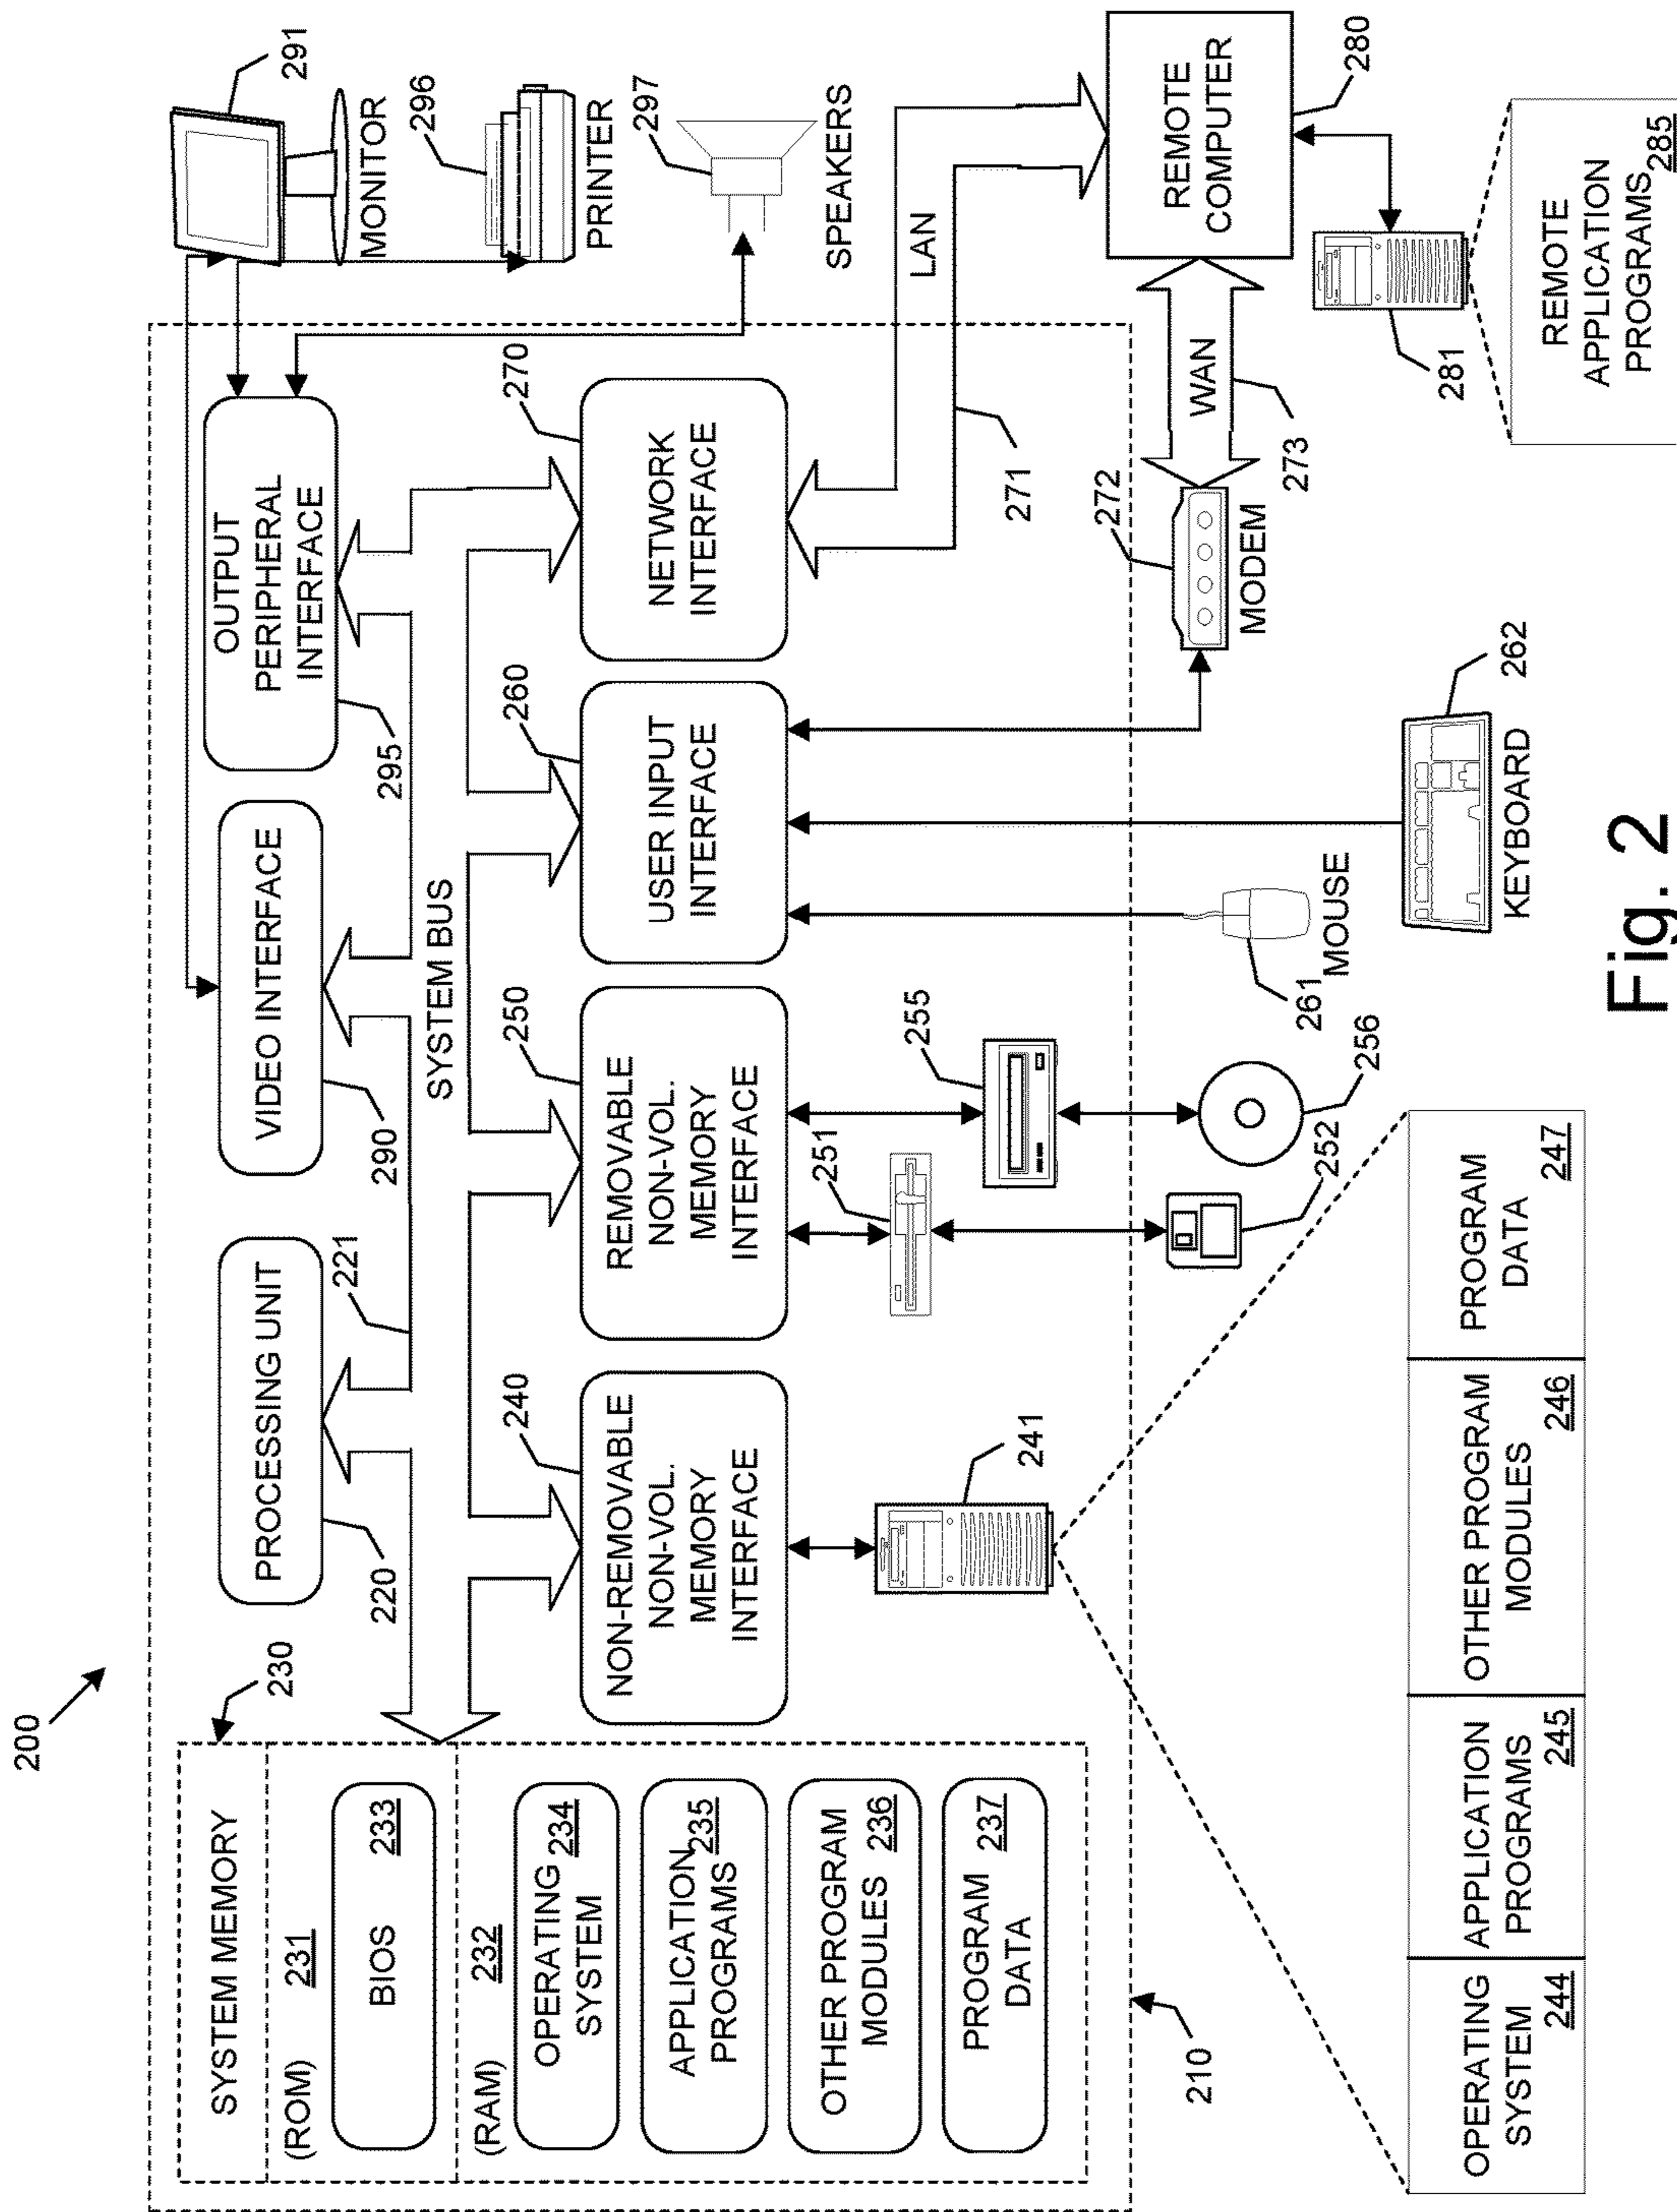 200
SYSTEM MEMORY
230
(ROM) 231
BIOS 233
(RAM) 232
OPERATING
SYSTEM
234
APPLICATION
PROGRAMS
235
OTHER PROGRAM
MODULES 236
PROGRAM
DATA
237
210
PROCESSING UNIT
220
221
VIDEO INTERFACE
290
OUTPUT
PERIPHERAL
INTERFACE
295
SYSTEM BUS
NON-REMOVABLE
NON-VOL.
MEMORY
INTERFACE
240
REMOVABLE
NON-VOL.
MEMORY
INTERFACE
250
USER INPUT
INTERFACE
260
NETWORK
INTERFACE
270
291
MONITOR
296
PRINTER
297
SPEAKERS
LAN
271
241
251
255
252
256
261
MOUSE
262
KEYBOARD
272
MODEM
WAN
273
REMOTE
COMPUTER
280
281
REMOTE
APPLICATION
PROGRAMS
285
OPERATING
SYSTEM
244
APPLICATION
PROGRAMS
245
OTHER PROGRAM
MODULES
246
PROGRAM
DATA
247
Fig. 2